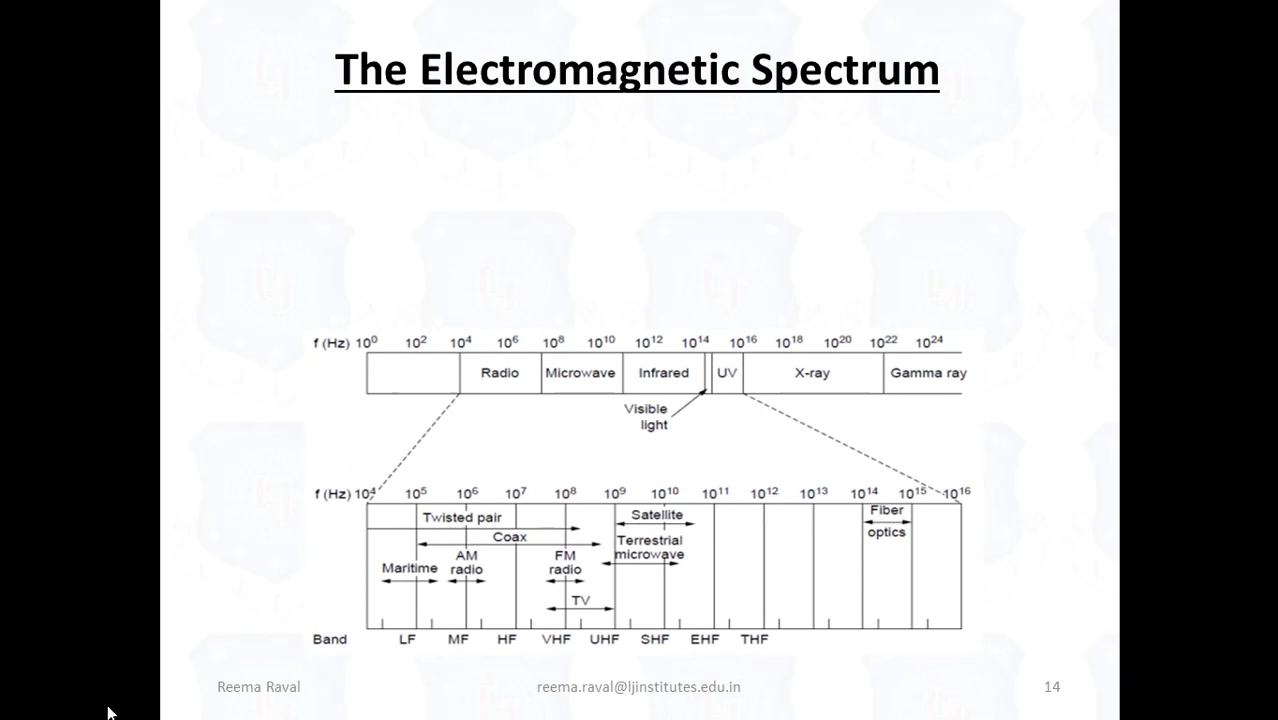 The Electromagnetic Spectrum
f (Hz) 10⁰ 10² 10⁴ 10⁶ 10⁸ 10¹⁰ 10¹² 10¹⁴ 10¹⁶ 10¹⁸ 10²⁰ 10²² 10²⁴
Radio Microwave Infrared UV X-ray Gamma ray
Visible
light
f (Hz) 10⁴ 10⁵ 10⁶ 10⁷ 10⁸ 10⁹ 10¹⁰ 10¹¹ 10¹² 10¹³ 10¹⁴ 10¹⁵ 10¹⁶
Twisted pair
Coax
Satellite
Fiber
optics
Maritime
AM
radio
FM
radio
Terrestrial
microwave
TV
Band LF MF HF VHF UHF SHF EHF THF
Reema Raval reema.raval@ljinstitutes.edu.in 14